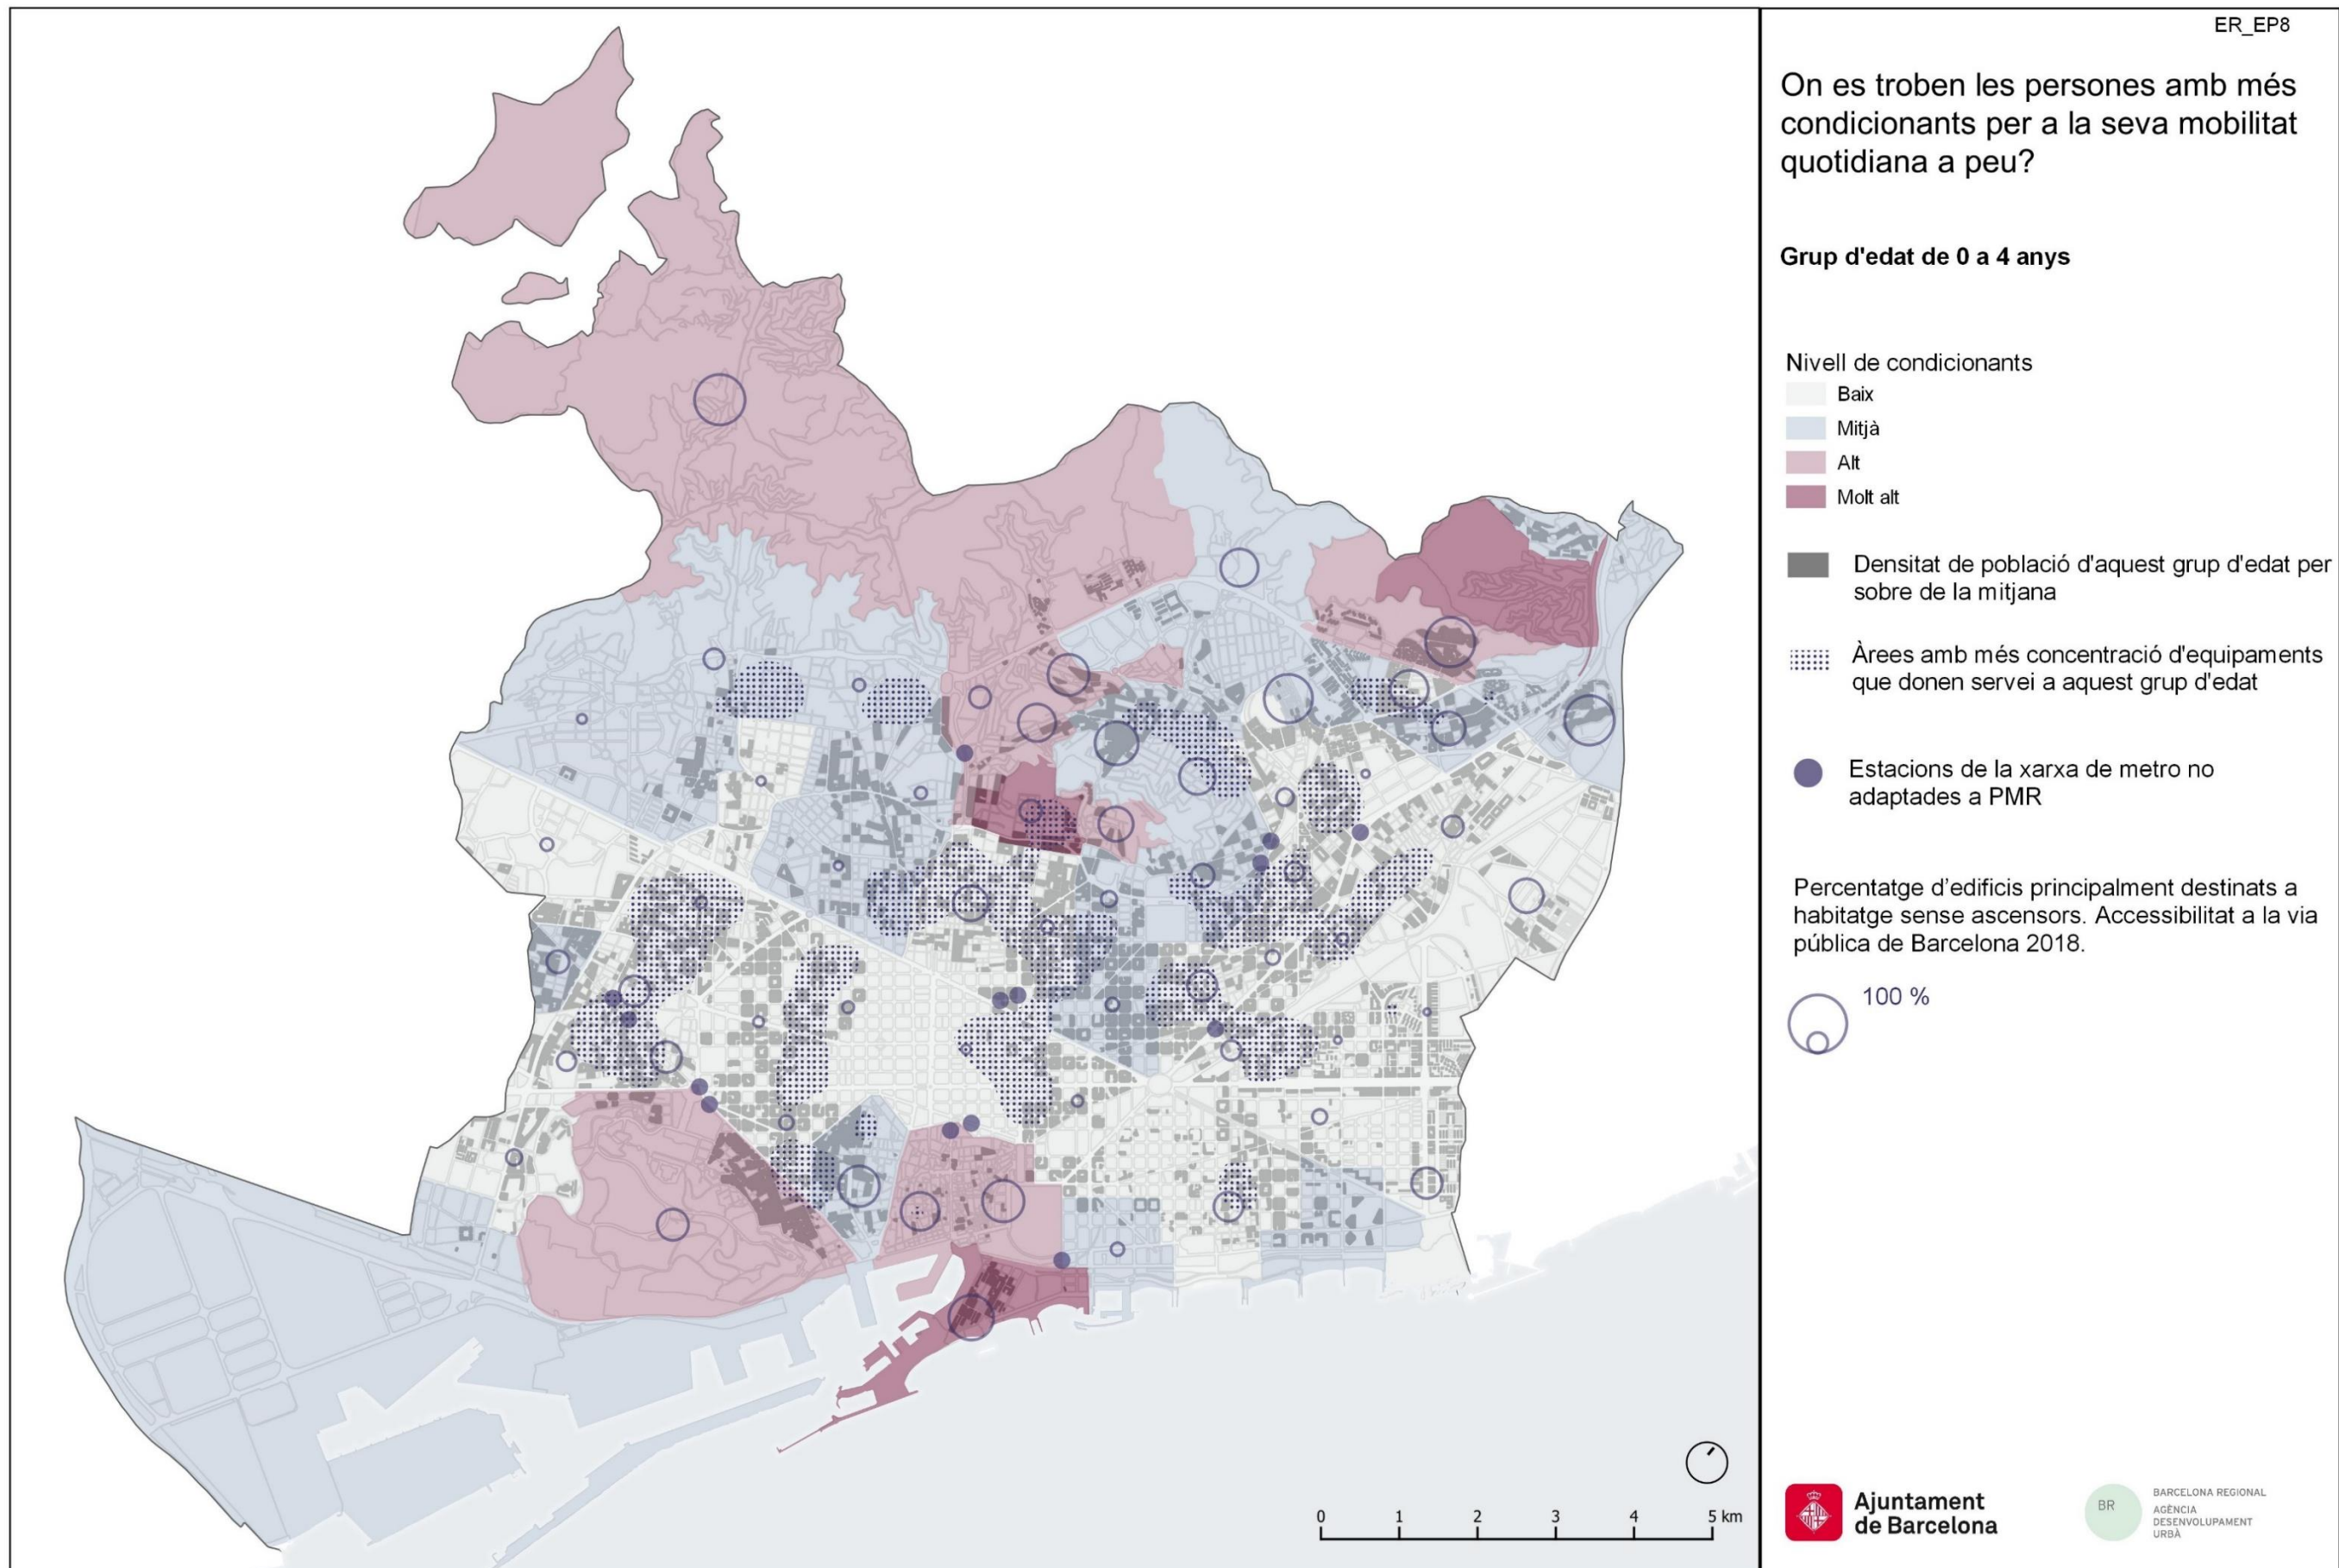 ER_EP8
On es troben les persones amb més
condicionants per a la seva mobilitat
quotidiana a peu?
Grup d'edat de 0 a 4 anys
Nivell de condicionants
Baix
Mitjà
Alt
Molt alt
Densitat de població d'aquest grup d'edat per
sobre de la mitjana
Àrees amb més concentració d'equipaments
que donen servei a aquest grup d'edat
Estacions de la xarxa de metro no
adaptades a PMR
Percentatge d'edificis principalment destinats a
habitatge sense ascensors. Accessibilitat a la via
pública de Barcelona 2018.
100 %
0 1 2 3 4 5 km
Ajuntament
de Barcelona
BR
BARCELONA REGIONAL
AGÈNCIA
DESENVOLUPAMENT
URBÀ